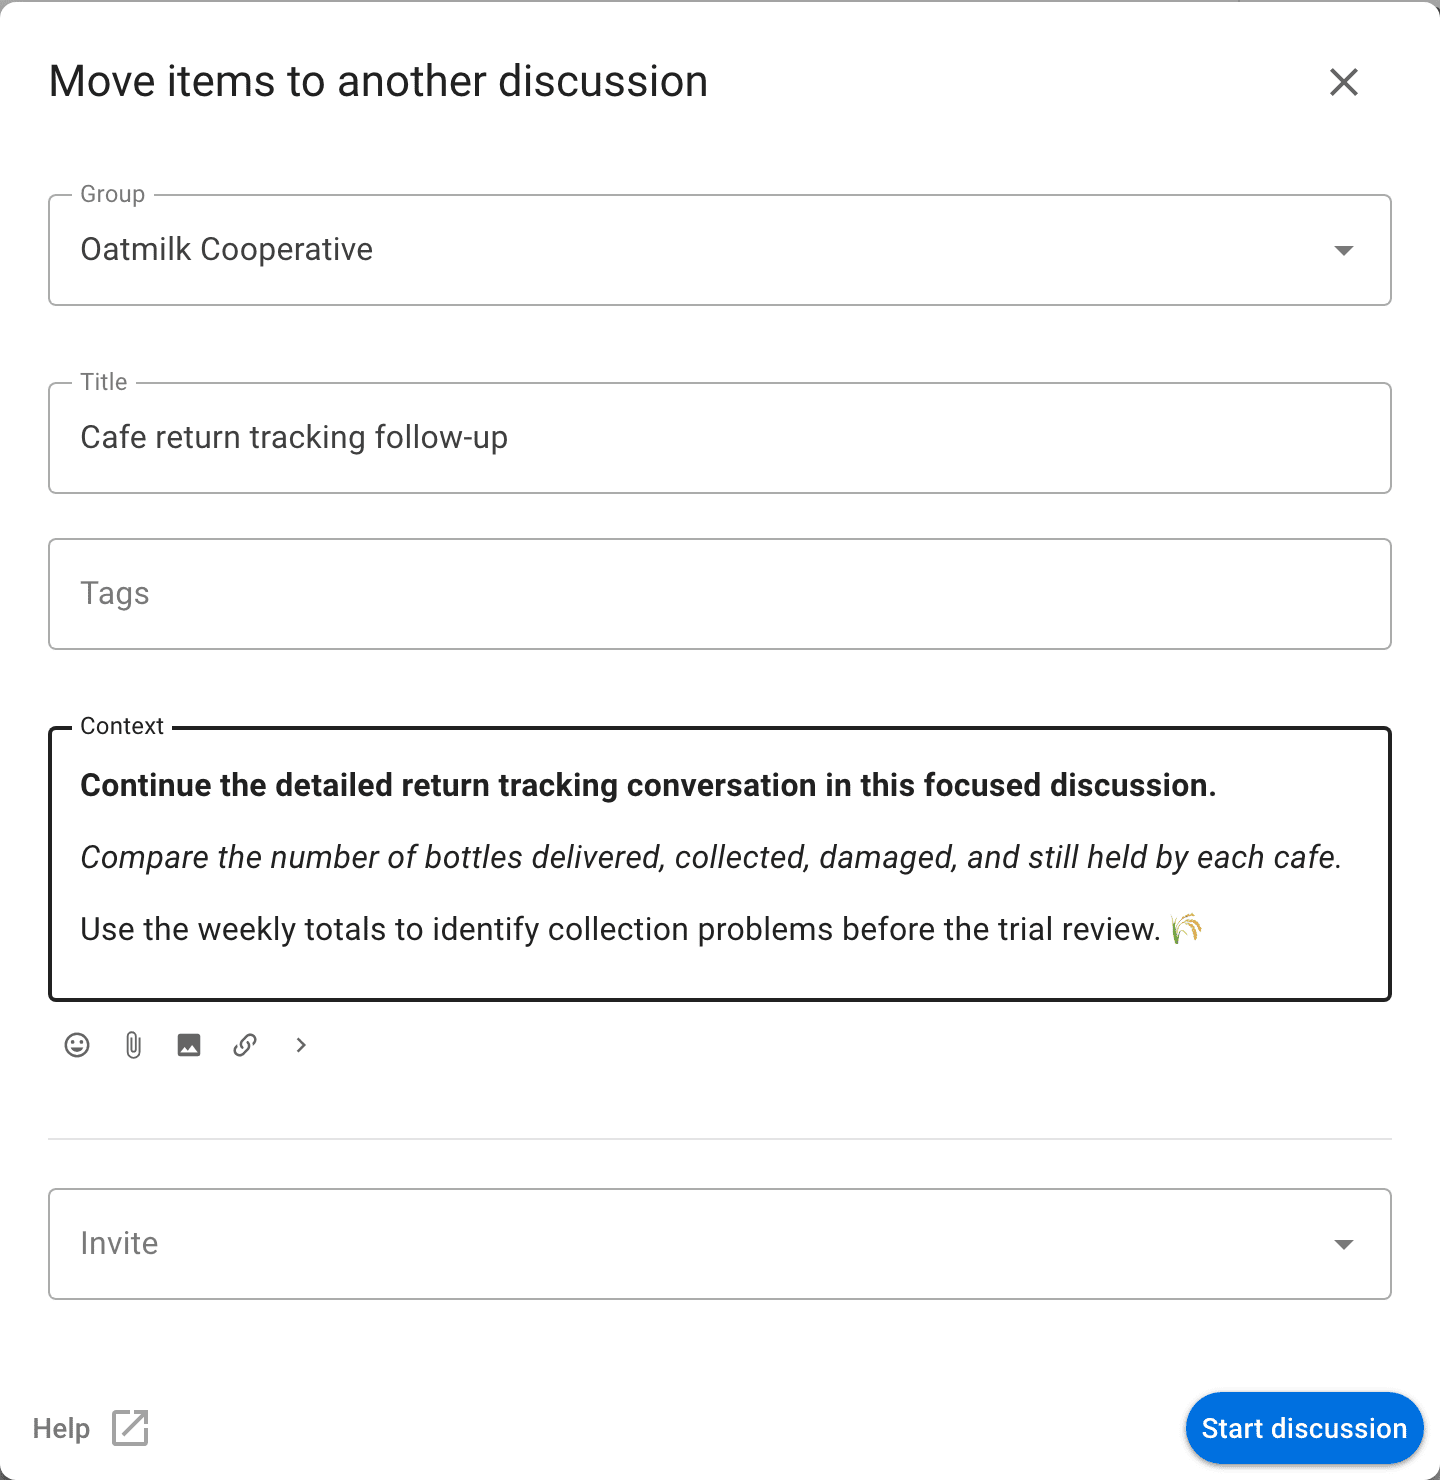 Move items to another discussion
Group
Oatmilk Cooperative
Title
Cafe return tracking follow-up
Tags
Context
Continue the detailed return tracking conversation in this focused discussion.
Compare the number of bottles delivered, collected, damaged, and still held by each cafe.
Use the weekly totals to identify collection problems before the trial review. 🌾
Invite
Help
Start discussion